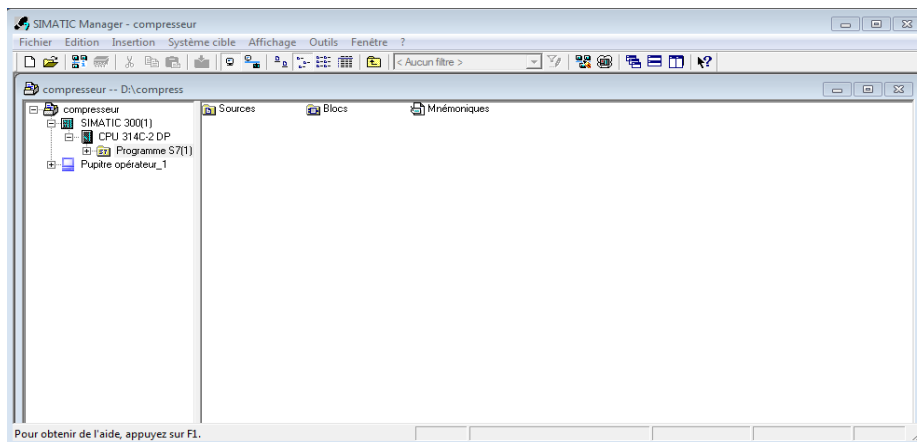 SIMATIC Manager - compresseur
Fichier Edition Insertion Système cible Affichage Outils Fenêtre ?
< Aucun filtre >
compresseur -- D:\compress
compresseur
SIMATIC 300(1)
CPU 314C-2 DP
Programme S7(1)
Pupitre opérateur_1
Sources Blocs Mnémoniques
Pour obtenir de l'aide, appuyez sur F1.